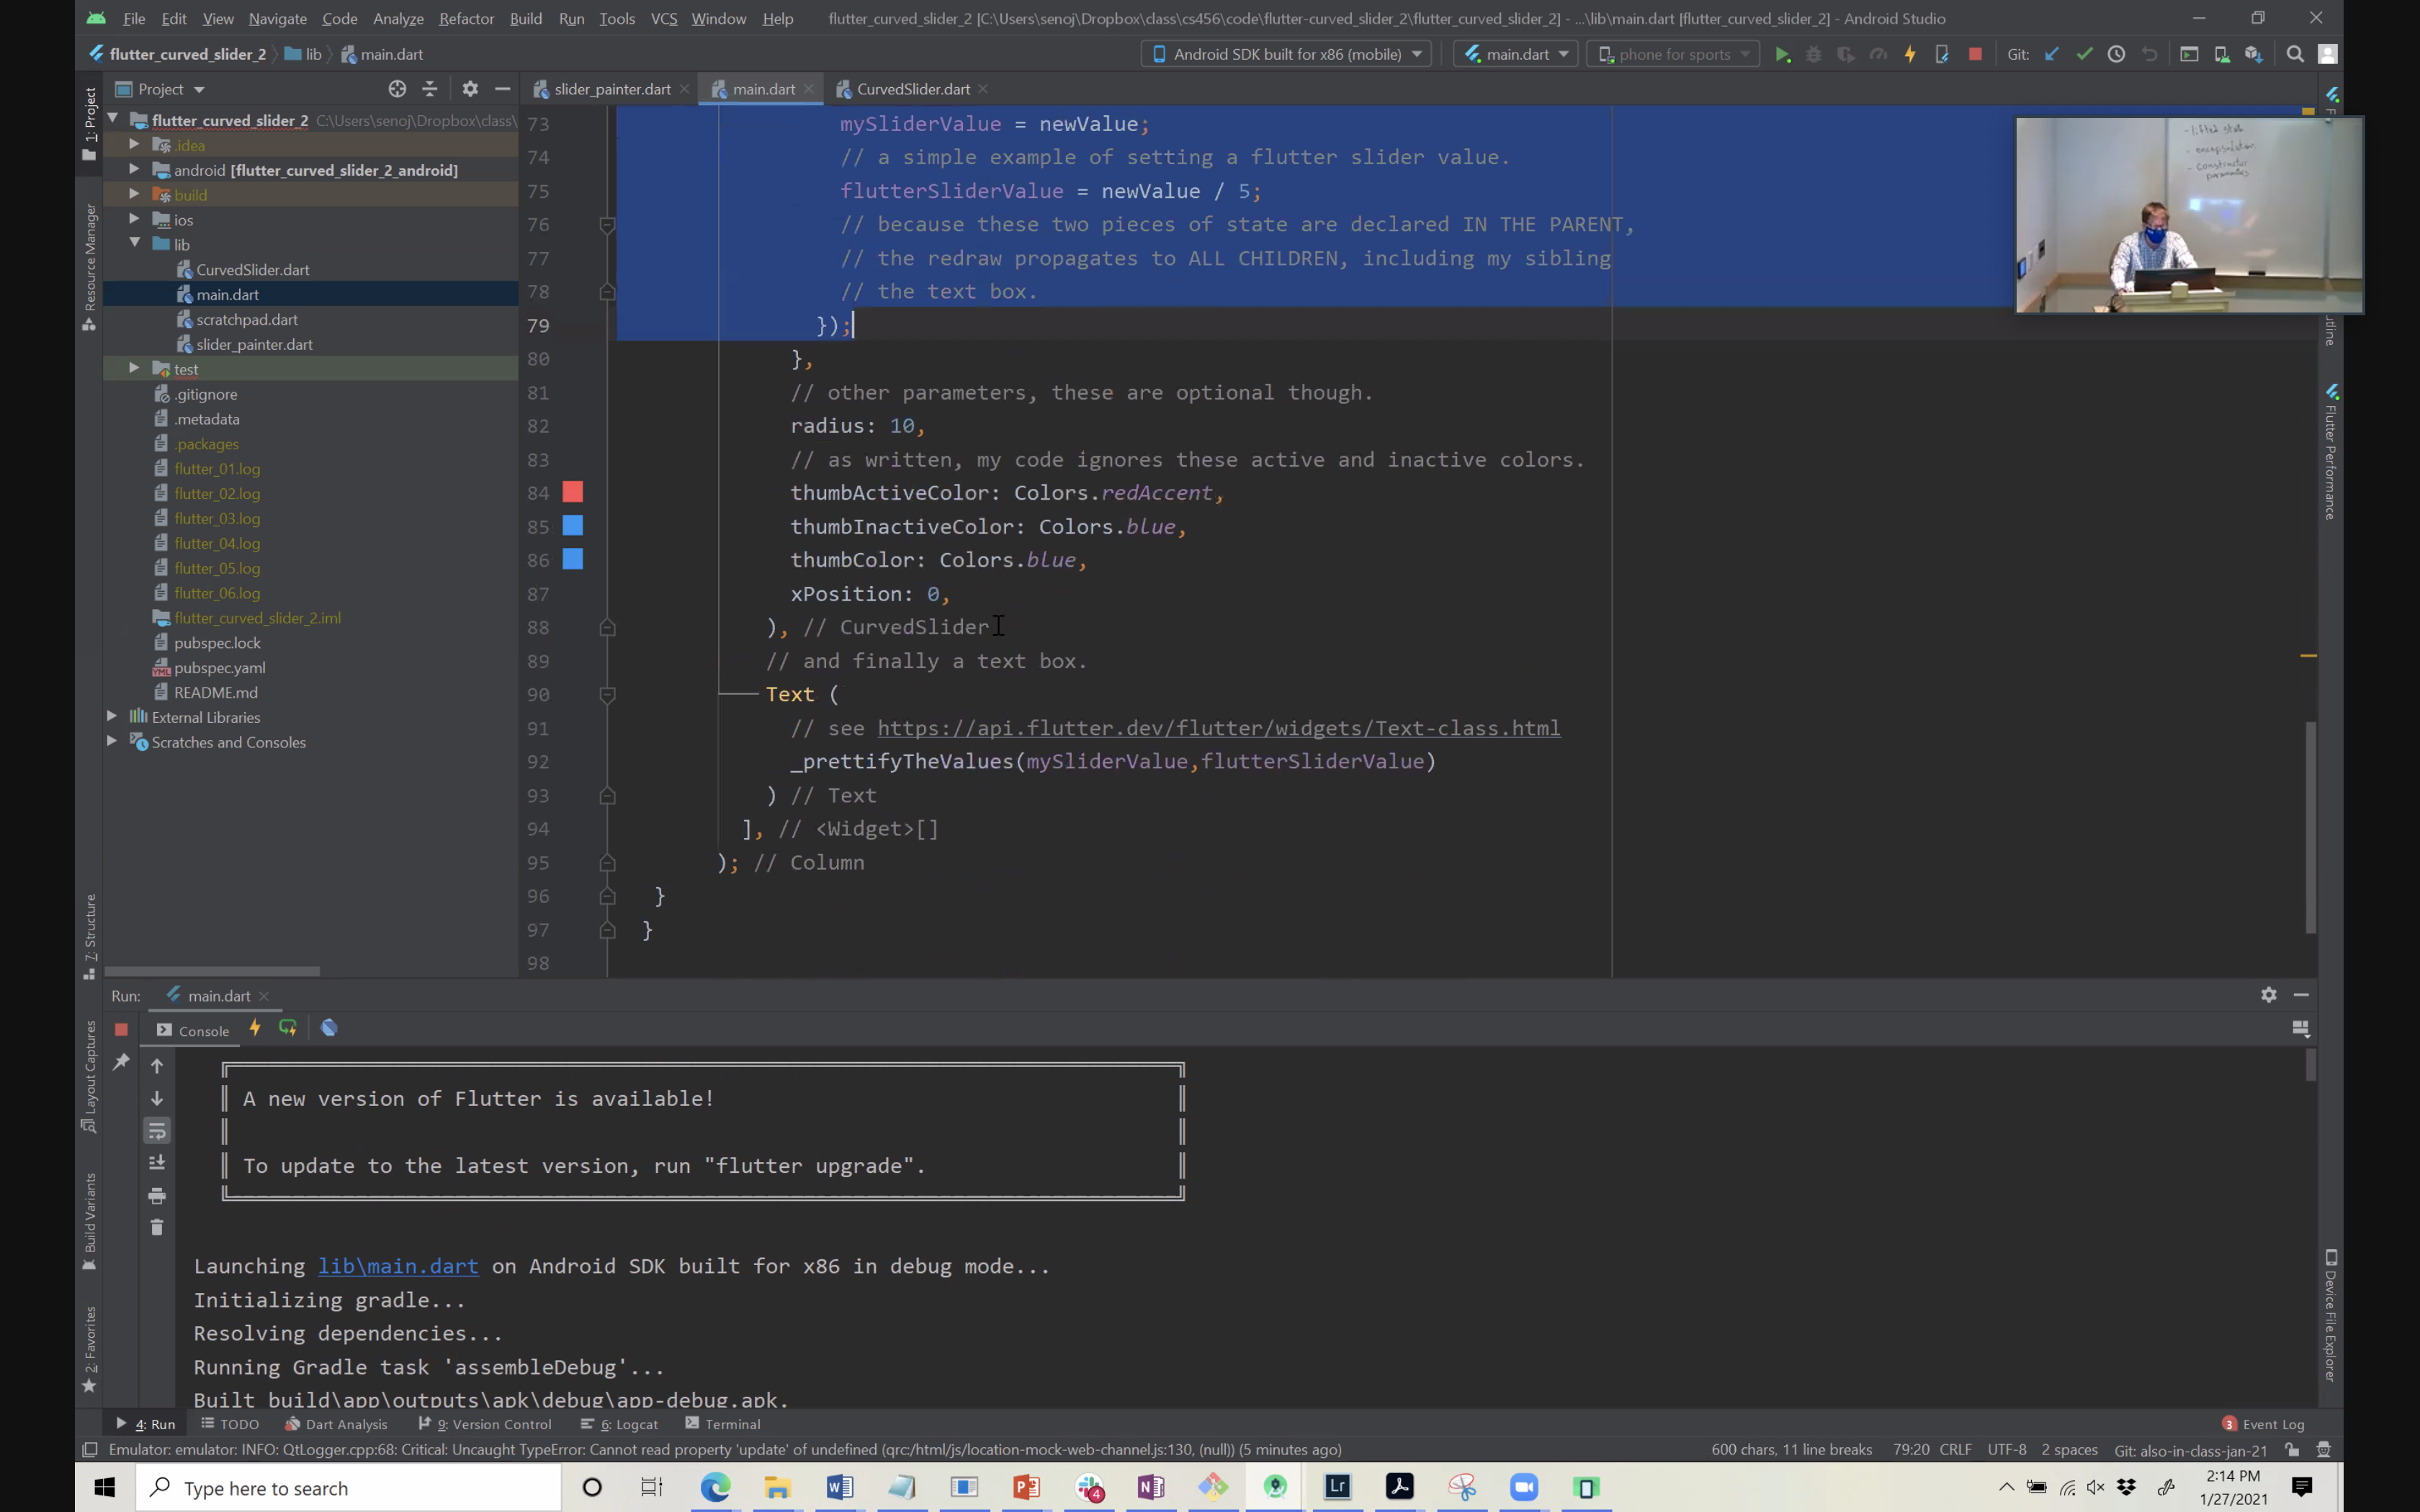 File Edit View Navigate Code Analyze Refactor Build Run Tools VCS Window Help flutter_curved_slider_2 [C:\Users\senoj\Dropbox\class\cs456\code\flutter-curved_slider_2\flutter_curved_slider_2] - ...\lib\main.dart [flutter_curved_slider_2] - Android Studio
flutter_curved_slider_2 lib main.dart Android SDK built for x86 (mobile) main.dart phone for sports Git:
Project slider_painter.dart main.dart CurvedSlider.dart
1: Project
Resource Manager
7: Structure
Layout Captures
Build Variants
2: Favorites
flutter_curved_slider_2 C:\Users\senoj\Dropbox\class\
.idea
android [flutter_curved_slider_2_android]
build
ios
lib
CurvedSlider.dart
main.dart
scratchpad.dart
slider_painter.dart
test
.gitignore
.metadata
.packages
flutter_01.log
flutter_02.log
flutter_03.log
flutter_04.log
flutter_05.log
flutter_06.log
flutter_curved_slider_2.iml
pubspec.lock
pubspec.yaml
README.md
External Libraries
Scratches and Consoles
73 mySliderValue = newValue;
74 // a simple example of setting a flutter slider value.
75 flutterSliderValue = newValue / 5;
76 // because these two pieces of state are declared IN THE PARENT,
77 // the redraw propagates to ALL CHILDREN, including my sibling
78 // the text box.
79 });
80 },
81 // other parameters, these are optional though.
82 radius: 10,
83 // as written, my code ignores these active and inactive colors.
84 thumbActiveColor: Colors.redAccent,
85 thumbInactiveColor: Colors.blue,
86 thumbColor: Colors.blue,
87 xPosition: 0,
88 ), // CurvedSlider
89 // and finally a text box.
90 Text (
91 // see https://api.flutter.dev/flutter/widgets/Text-class.html
92 _prettifyTheValues(mySliderValue,flutterSliderValue)
93 ) // Text
94 ], // <Widget>[]
95 ); // Column
96 }
97 }
98
- lifted state
- encapsulation
- constructor
parameters
Flutter Performance
Device File Explorer
Run: main.dart
Console
A new version of Flutter is available!
To update to the latest version, run "flutter upgrade".
Launching lib\main.dart on Android SDK built for x86 in debug mode...
Initializing gradle...
Resolving dependencies...
Running Gradle task 'assembleDebug'...
Built build\app\outputs\apk\debug\app-debug.apk.
4: Run TODO Dart Analysis 9: Version Control 6: Logcat Terminal 3 Event Log
Emulator: emulator: INFO: QtLogger.cpp:68: Critical: Uncaught TypeError: Cannot read property 'update' of undefined (qrc:/html/js/location-mock-web-channel.js:130, (null)) (5 minutes ago) 600 chars, 11 line breaks 79:20 CRLF UTF-8 2 spaces Git: also-in-class-jan-21
Type here to search 4 Lr 2:14 PM
1/27/2021